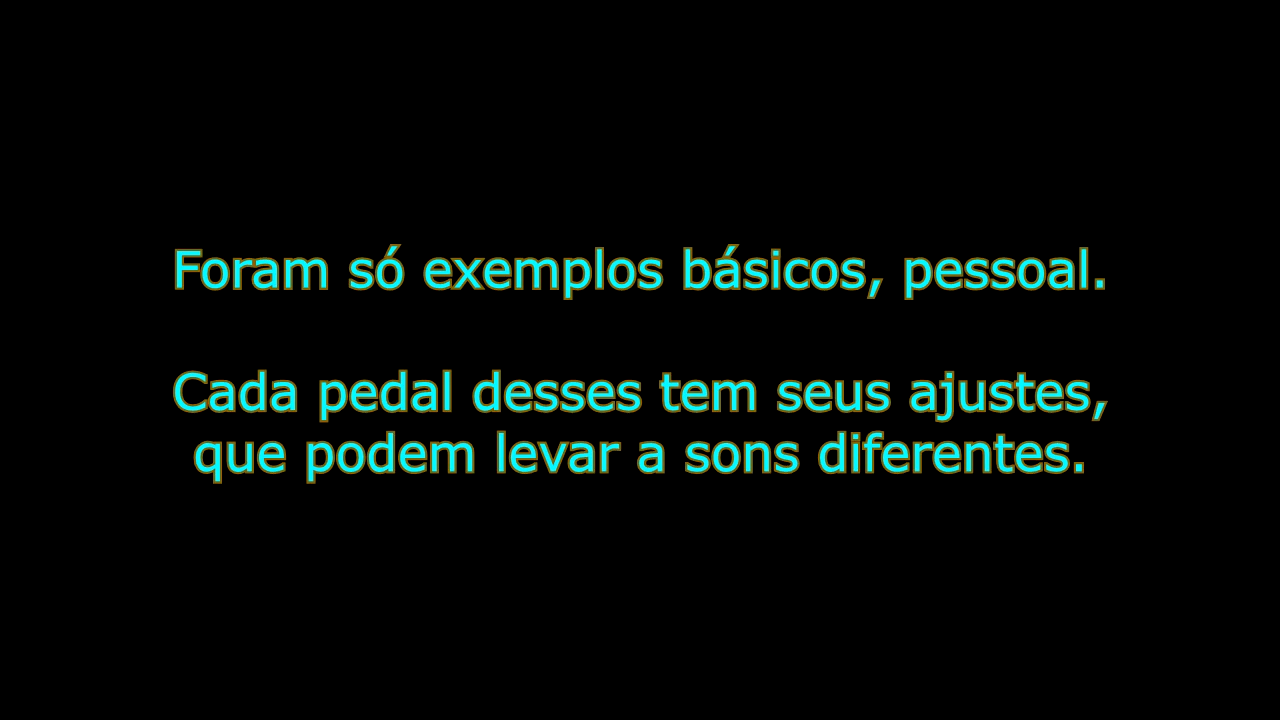 Foram só exemplos básicos, pessoal.
Cada pedal desses tem seus ajustes,
que podem levar a sons diferentes.